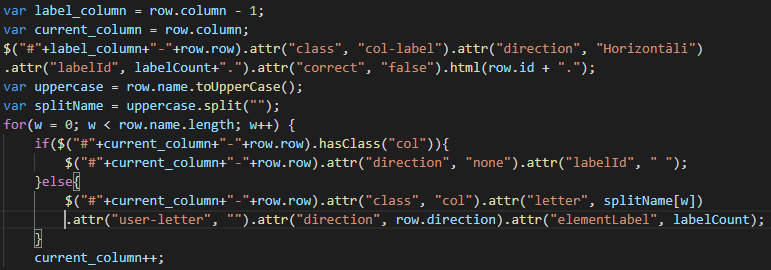 var label_column = row.column - 1;
var current_column = row.column;
$("#"+label_column+"-"+row.row).attr("class", "col-label").attr("direction", "Horizontāli")
.attr("labelId", labelCount+".").attr("correct", "false").html(row.id + ".");
var uppercase = row.name.toUpperCase();
var splitName = uppercase.split("");
for(w = 0; w < row.name.length; w++) {
if($("#"+current_column+"-"+row.row).hasClass("col")){
$("#"+current_column+"-"+row.row).attr("direction", "none").attr("labelId", " ");
}else{
$("#"+current_column+"-"+row.row).attr("class", "col").attr("letter", splitName[w])
.attr("user-letter", "").attr("direction", row.direction).attr("elementLabel", labelCount);
}
current_column++;